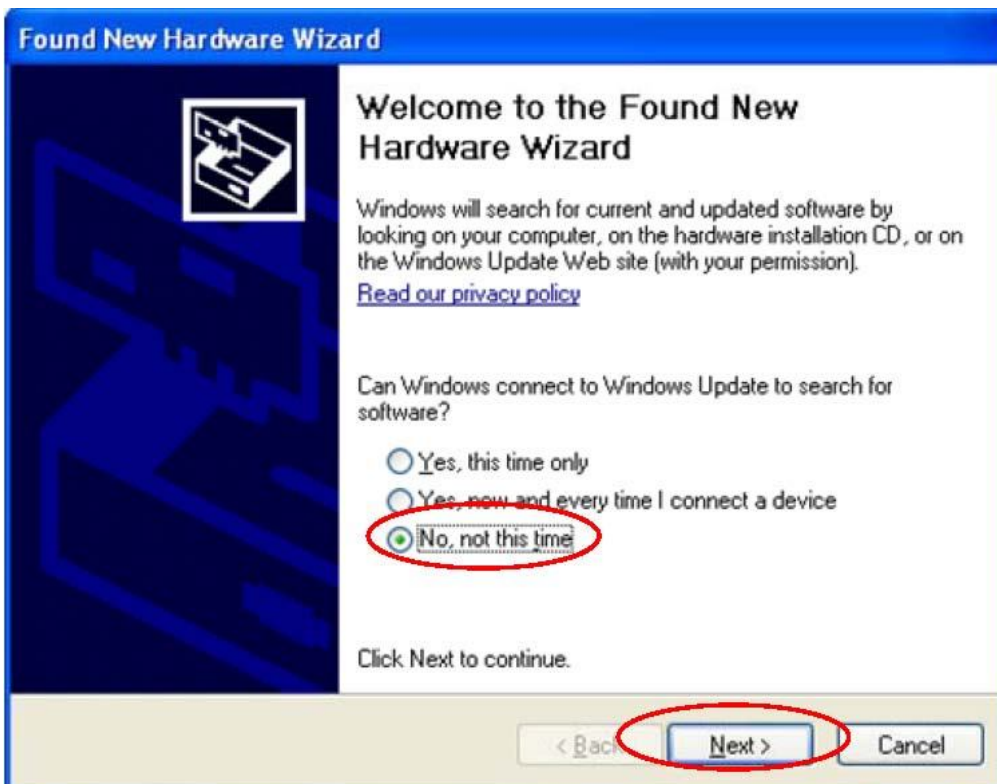 Found New Hardware Wizard
Welcome to the Found New
Hardware Wizard
Windows will search for current and updated software by
looking on your computer, on the hardware installation CD, or on
the Windows Update Web site (with your permission).
Read our privacy policy
Can Windows connect to Windows Update to search for
software?
Yes, this time only
Yes, now and every time I connect a device
No, not this time
Click Next to continue.
< Back Next > Cancel